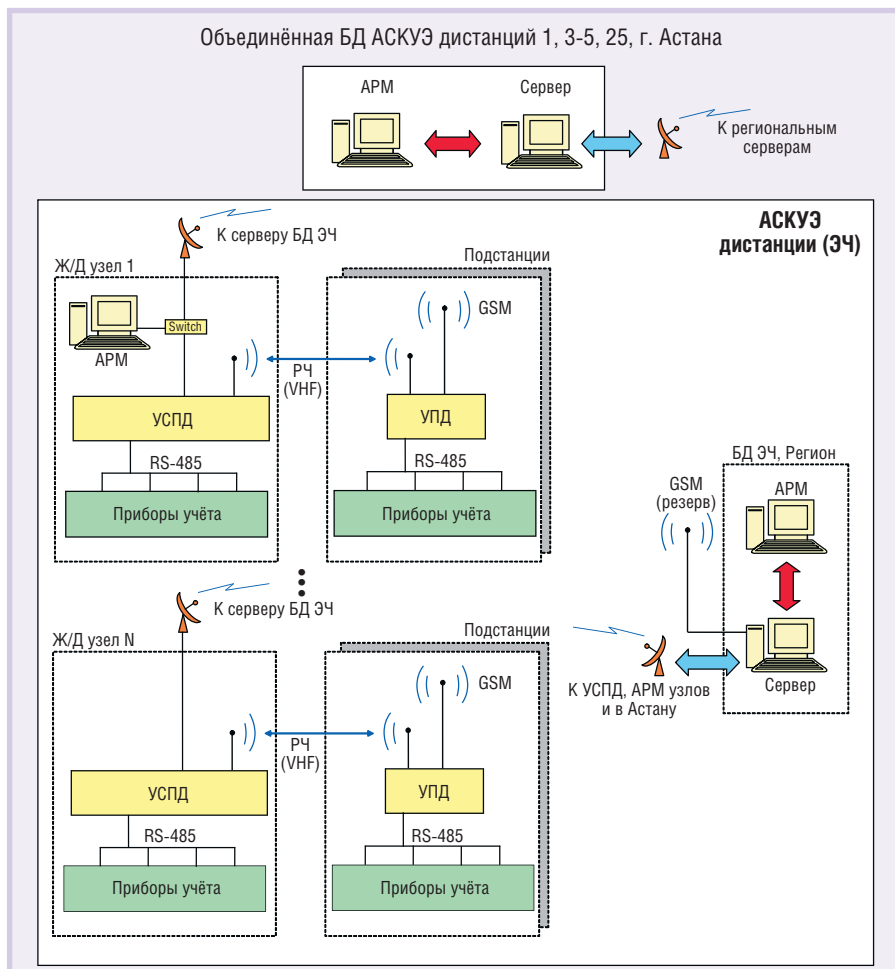 Объединённая БД АСКУЭ дистанций 1, 3-5, 25, г. Астана
АРМ
Сервер
К региональным
серверам
АСКУЭ
дистанции (ЭЧ)
К серверу БД ЭЧ
Ж/Д узел 1
Подстанции
Switch
АРМ
GSM
РЧ
(VHF)
УСПД
УПД
RS-485
RS-485
Приборы учёта
Приборы учёта
БД ЭЧ, Регион
GSM
(резерв)
АРМ
Сервер
К УСПД, АРМ узлов
и в Астану
К серверу БД ЭЧ
Ж/Д узел N
Подстанции
GSM
РЧ
(VHF)
УСПД
УПД
RS-485
RS-485
Приборы учёта
Приборы учёта